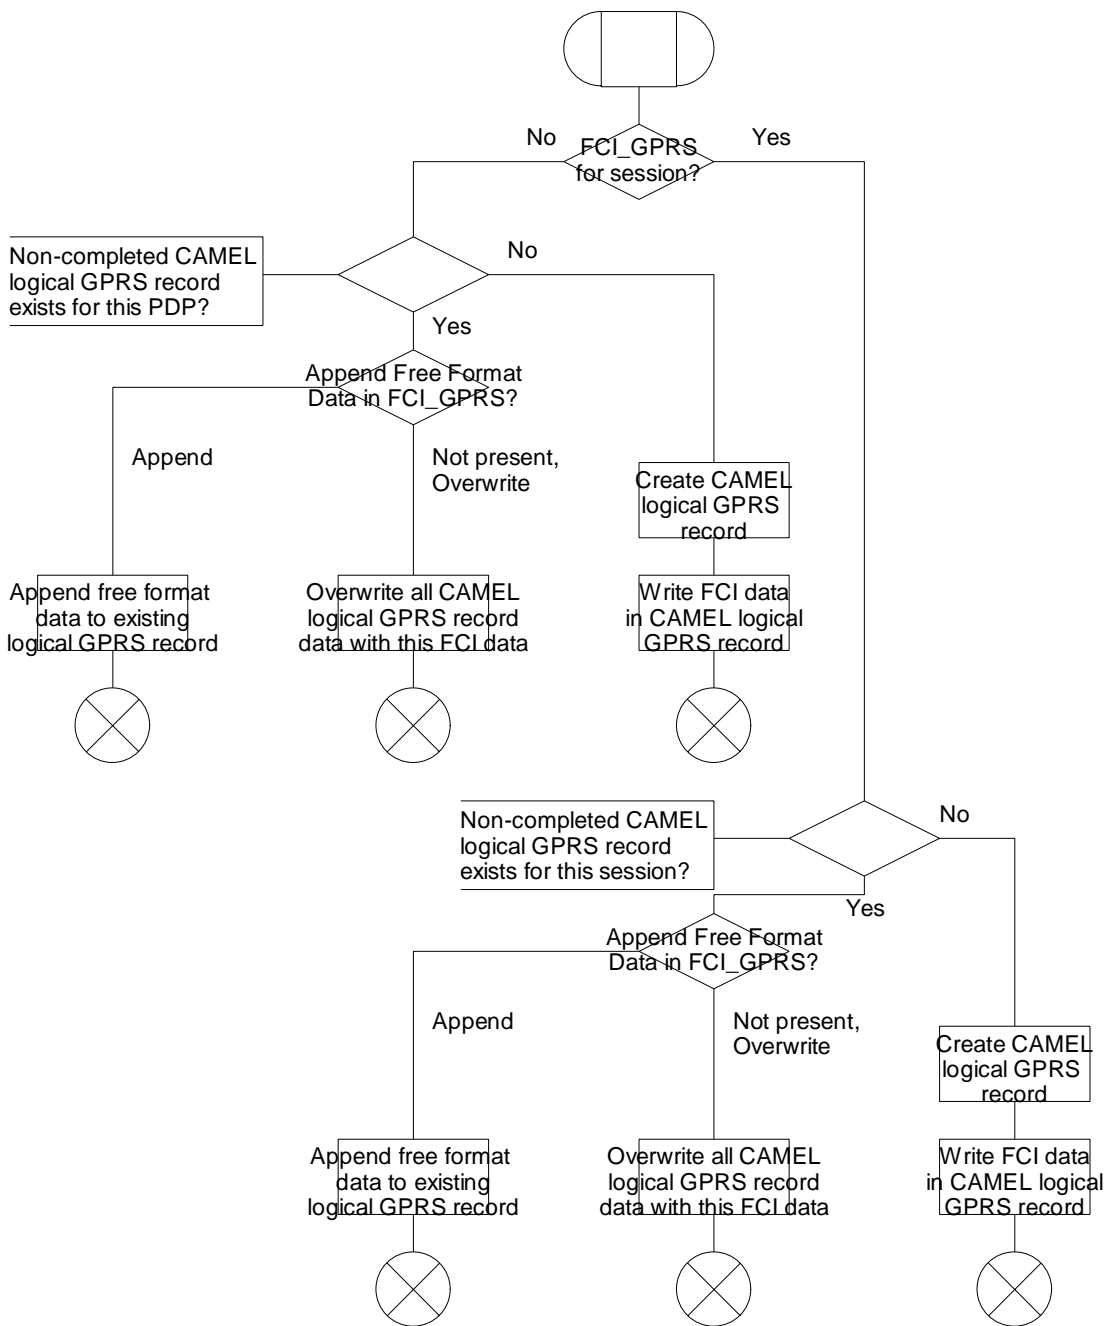 No
FCI_GPRS
for session?
Yes
Non-completed CAMEL
logical GPRS record
exists for this PDP?
No
Yes
Append Free Format
Data in FCI_GPRS?
Append
Not present,
Overwrite
Create CAMEL
logical GPRS
record
Append free format
data to existing
logical GPRS record
Overwrite all CAMEL
logical GPRS record
data with this FCI data
Write FCI data
in CAMEL logical
GPRS record
Non-completed CAMEL
logical GPRS record
exists for this session?
No
Yes
Append Free Format
Data in FCI_GPRS?
Append
Not present,
Overwrite
Create CAMEL
logical GPRS
record
Append free format
data to existing
logical GPRS record
Overwrite all CAMEL
logical GPRS record
data with this FCI data
Write FCI data
in CAMEL logical
GPRS record